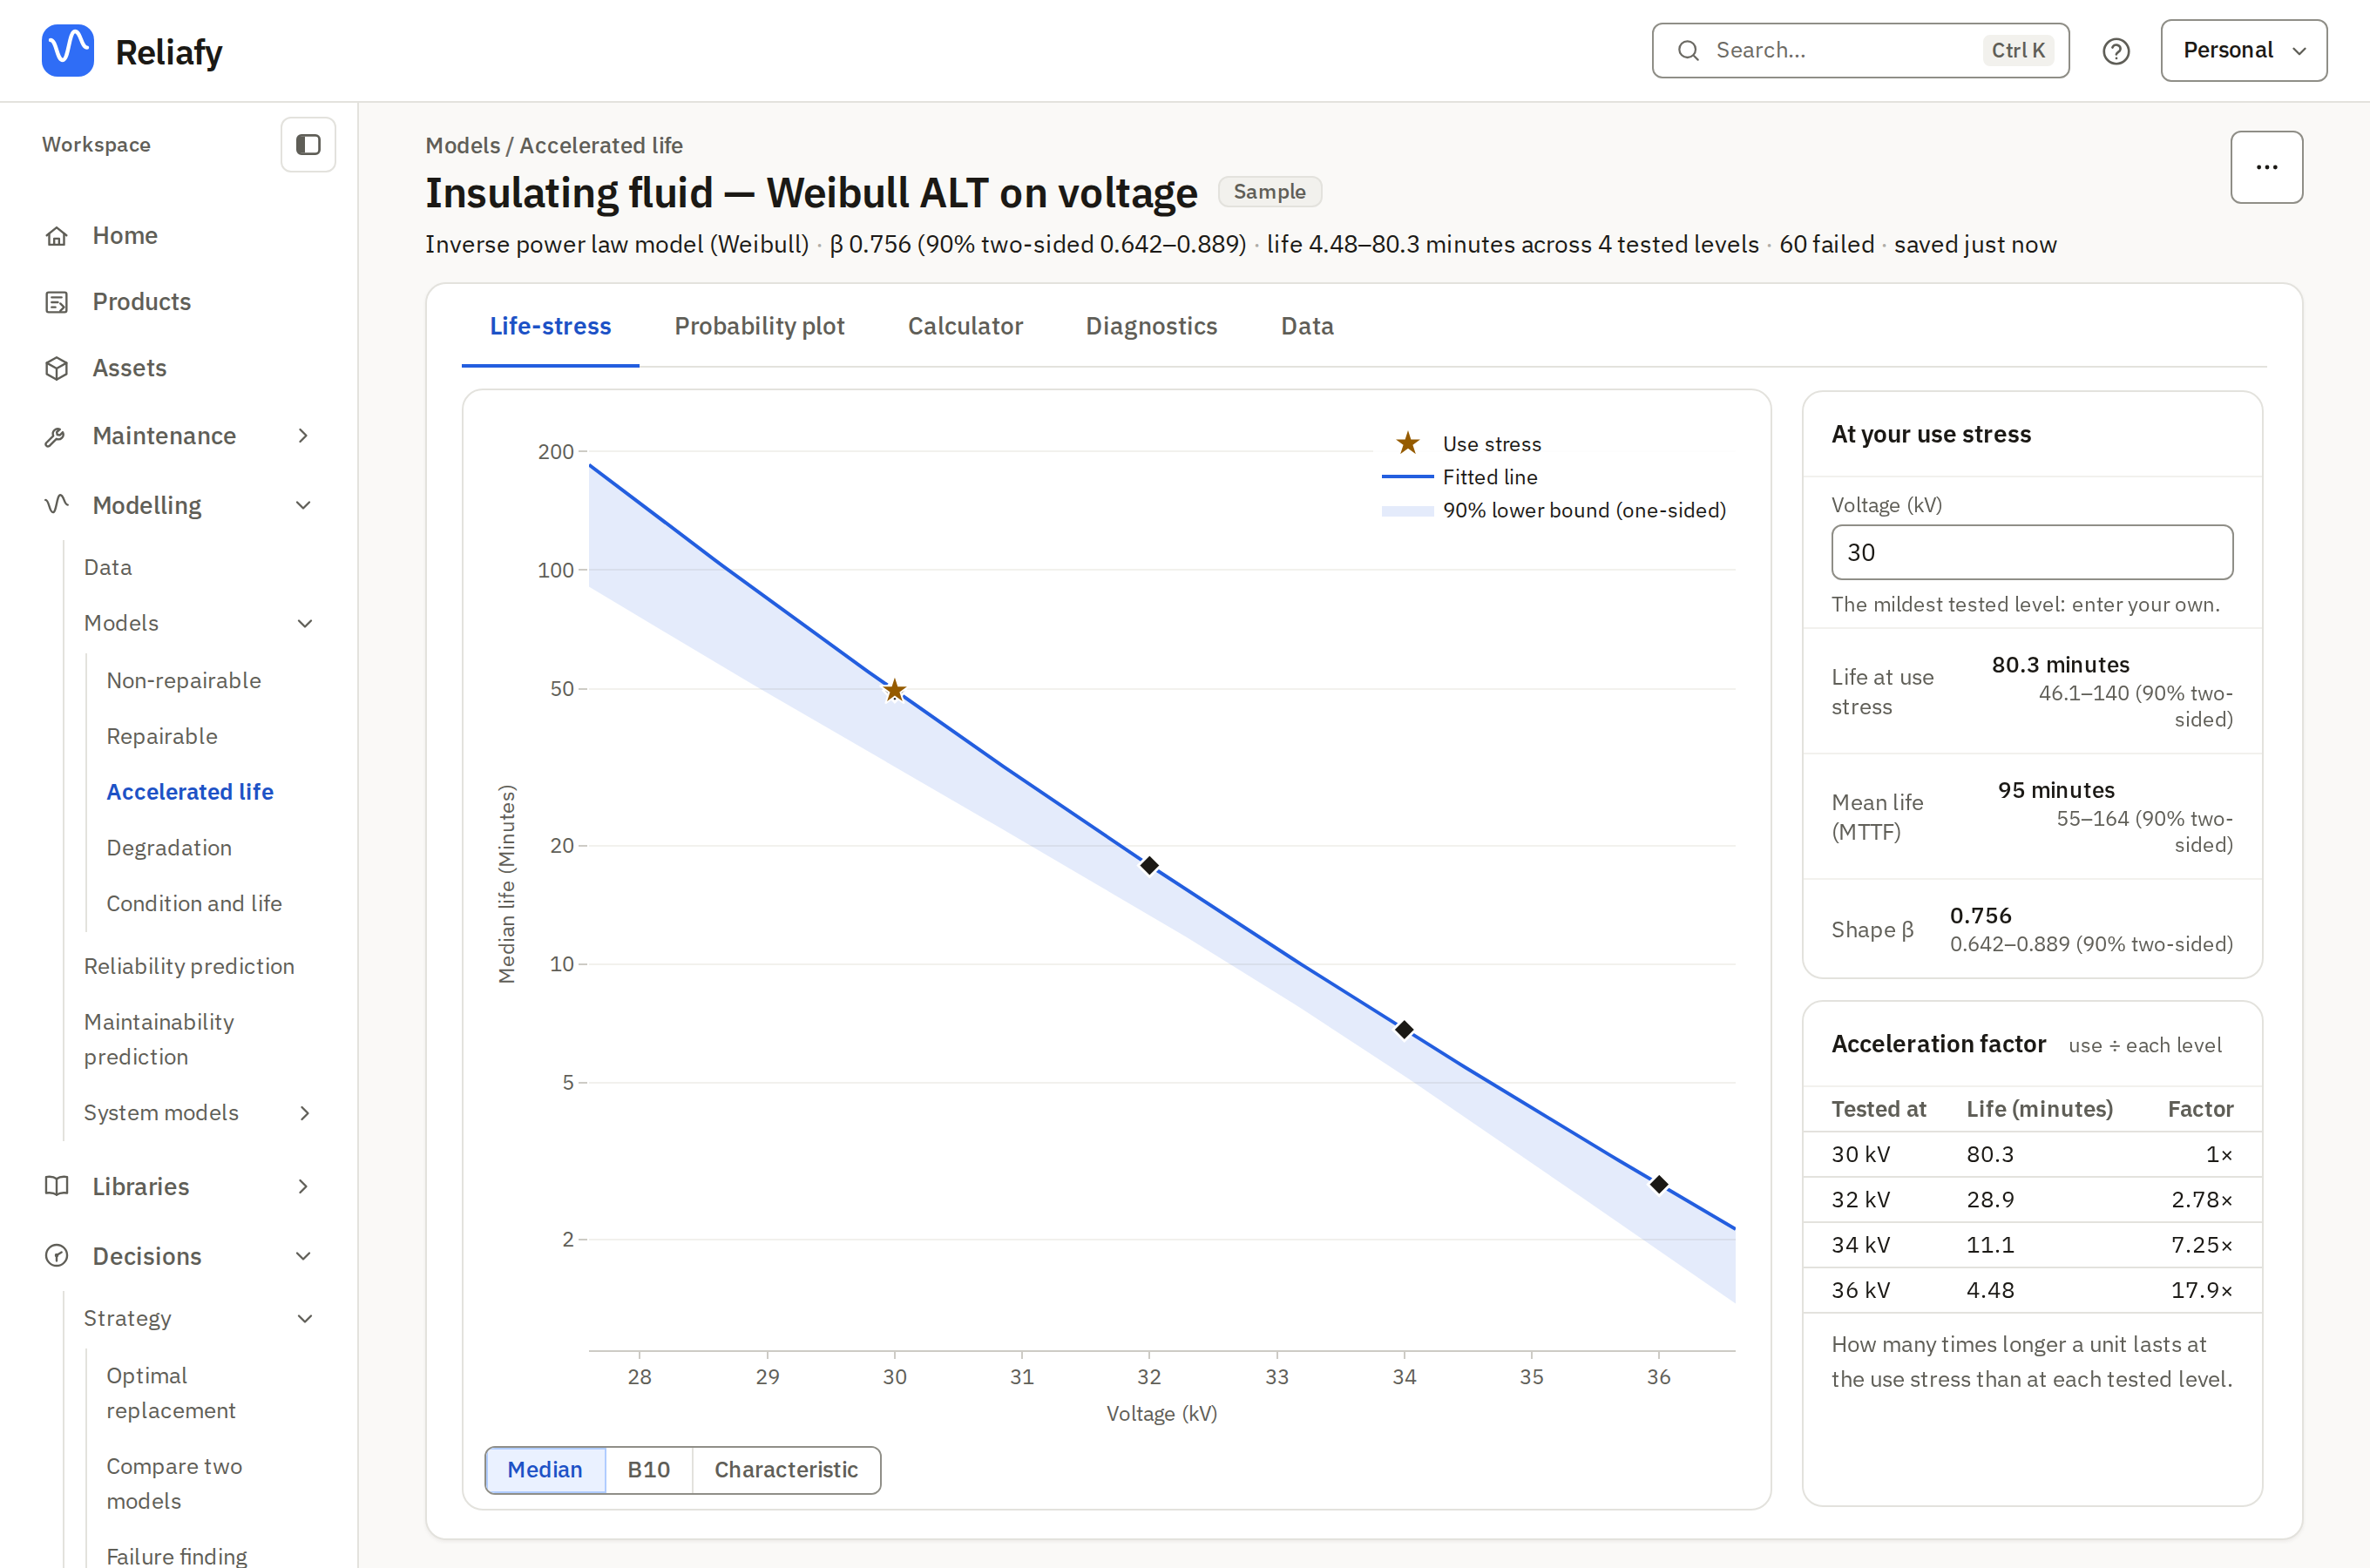 Reliafy
Search...
Ctrl K
Personal
Workspace
Home
Products
Assets
Maintenance
Modelling
Data
Models
Non-repairable
Repairable
Accelerated life
Degradation
Condition and life
Reliability prediction
Maintainability
prediction
System models
Libraries
Decisions
Strategy
Optimal
replacement
Compare two
models
Failure finding
Models / Accelerated life
Insulating fluid — Weibull ALT on voltage
Sample
Inverse power law model (Weibull) · β 0.756 (90% two-sided 0.642–0.889) · life 4.48–80.3 minutes across 4 tested levels · 60 failed · saved just now
Life-stress
Probability plot
Calculator
Diagnostics
Data
Use stress
Fitted line
90% lower bound (one-sided)
200
100
50
20
10
5
2
Median life (Minutes)
28
29
30
31
32
33
34
35
36
Voltage (kV)
Median
B10
Characteristic
At your use stress
Voltage (kV)
30
The mildest tested level: enter your own.
Life at use
stress
80.3 minutes
46.1–140 (90% two-
sided)
Mean life
(MTTF)
95 minutes
55–164 (90% two-
sided)
Shape β
0.756
0.642–0.889 (90% two-sided)
Acceleration factor use ÷ each level
Tested at Life (minutes) Factor
30 kV 80.3 1×
32 kV 28.9 2.78×
34 kV 11.1 7.25×
36 kV 4.48 17.9×
How many times longer a unit lasts at
the use stress than at each tested level.